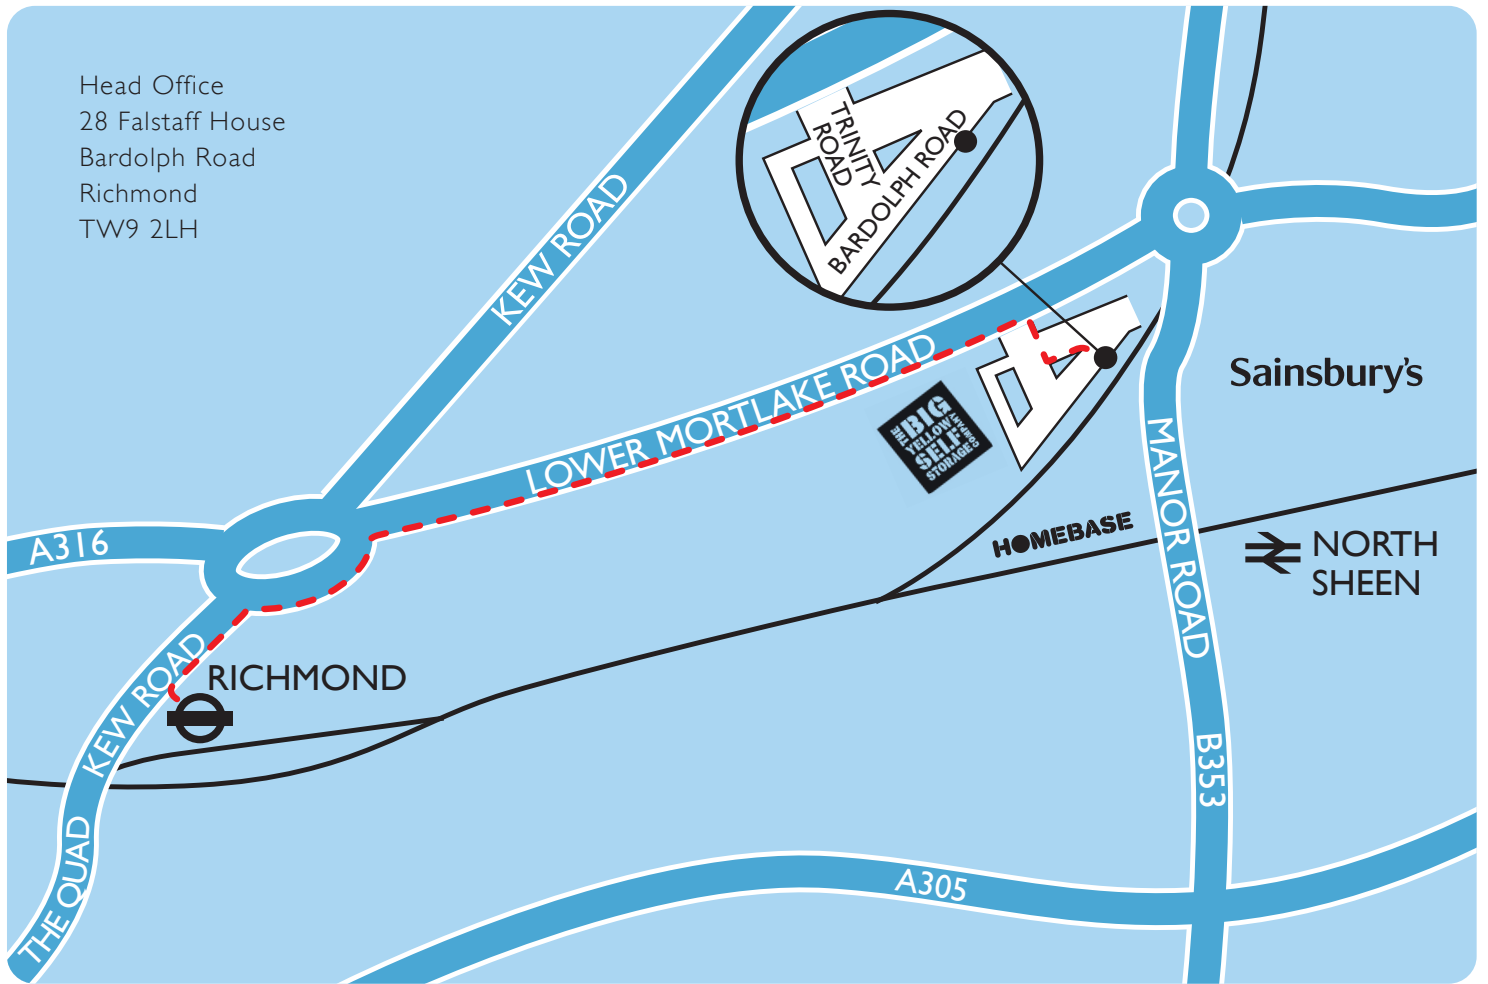 Head Office
28 Falstaff House
Bardolph Road
Richmond
TW9 2LH
KEW ROAD
TRINITY
ROAD
BARDOLPH ROAD
LOWER MORTLAKE ROAD
Sainsbury's
THE
BIG
YELLOW
SELF
STORAGE
COMPANY
MANOR ROAD
HOMEBASE
A316
NORTH
SHEEN
KEW ROAD
RICHMOND
B353
THE QUAD
A305